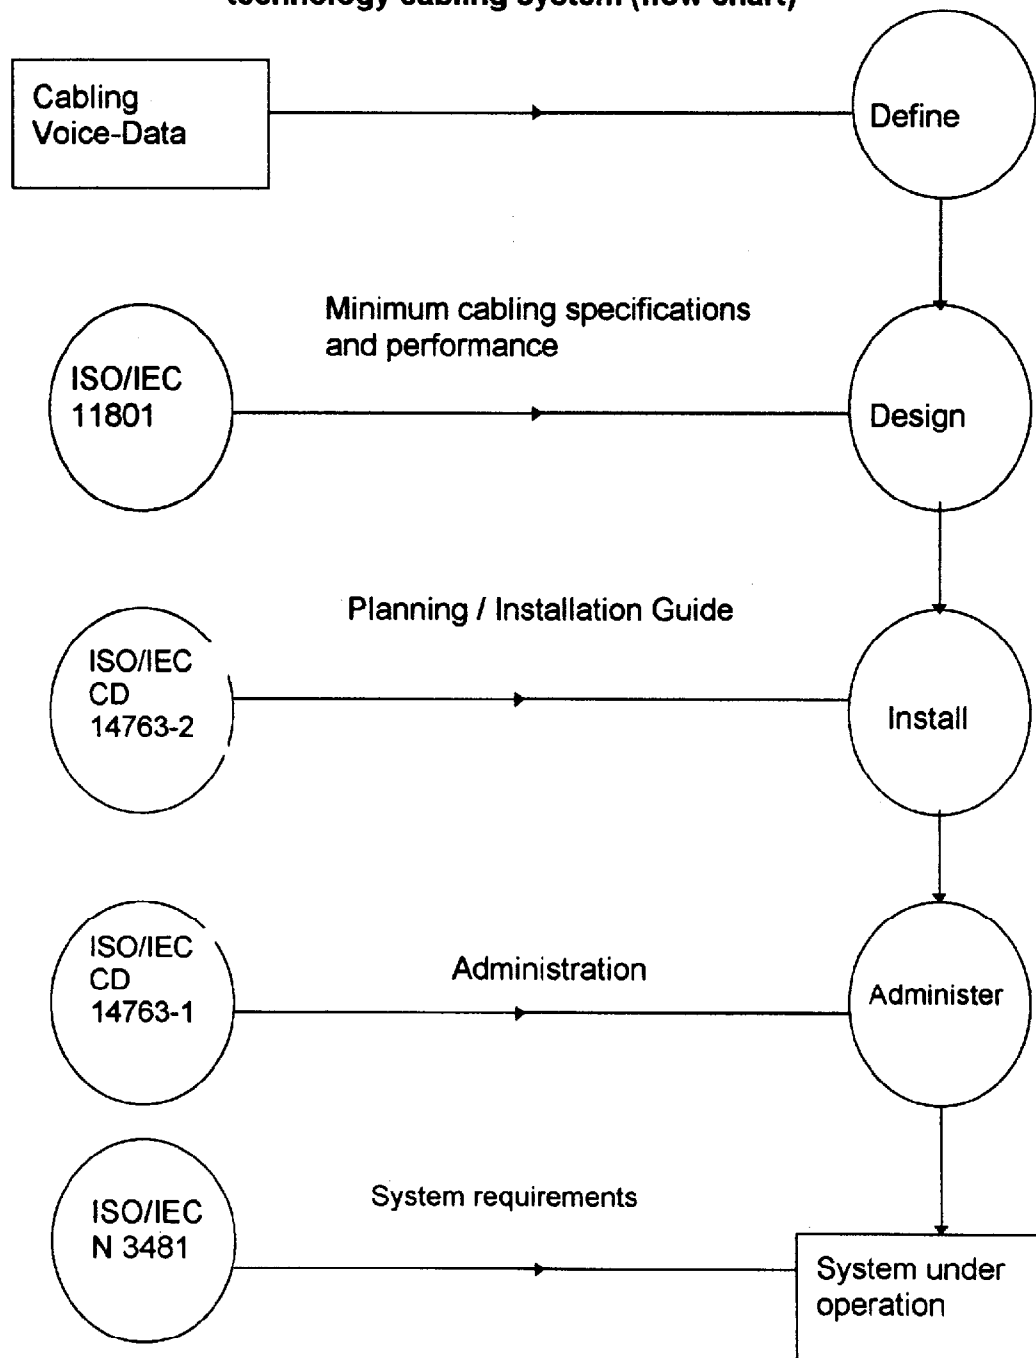 technology cabling system (flow chart)
Cabling
Voice-Data
Define
Minimum cabling specifications
and performance
ISO/IEC
11801
Design
Planning / Installation Guide
ISO/IEC
CD
14763-2
Install
ISO/IEC
CD
14763-1
Administration
Administer
System requirements
ISO/IEC
N 3481
System under
operation